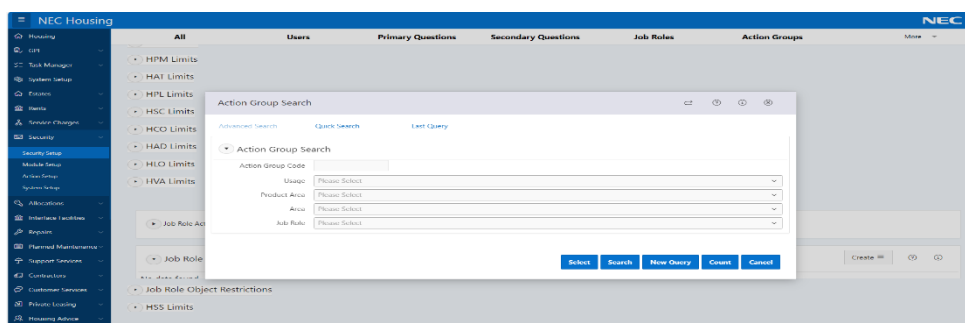 NEC Housing
NEC
Housing
GPI
Task Manager
System Setup
Estates
Rents
Service Charges
Security
Security Setup
Module Setup
Action Setup
System Setup
Allocations
Interface Facilities
Repairs
Planned Maintenance
Support Services
Contractors
Customer Services
Private Leasing
Housing Advice
All Users Primary Questions Secondary Questions Job Roles Action Groups More
HPM Limits
HAT Limits
HPL Limits
HSC Limits
HCO Limits
HAD Limits
HLO Limits
HVA Limits
Job Role Act
Job Role
Create
No data found
Job Role Object Restrictions
HSS Limits
Action Group Search
Advanced Search Quick Search Last Query
Action Group Search
Action Group Code
Usage Please Select
Product Area Please Select
Area Please Select
Job Role Please Select
Select Search New Query Count Cancel